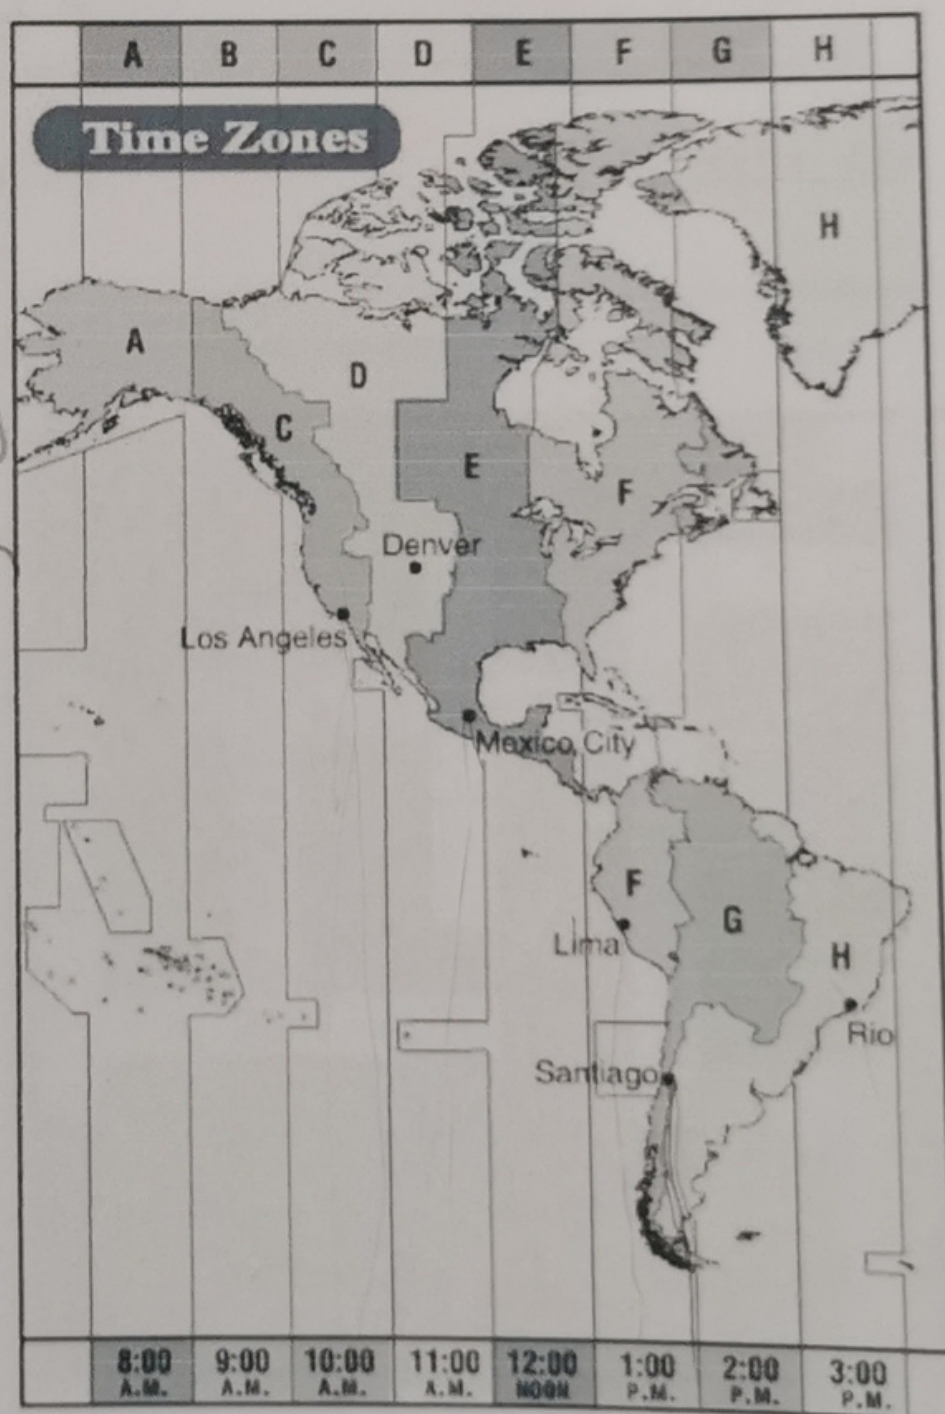 A B C D E F G H
Time Zones
H
A
D
C
E
F
Denver
Los Angeles
Mexico City
F
G
Lima
H
Rio
Santiago
8:00 9:00 10:00 11:00 12:00 1:00 2:00 3:00
A.M. A.M. A.M. A.M. NOON P.M. P.M. P.M.